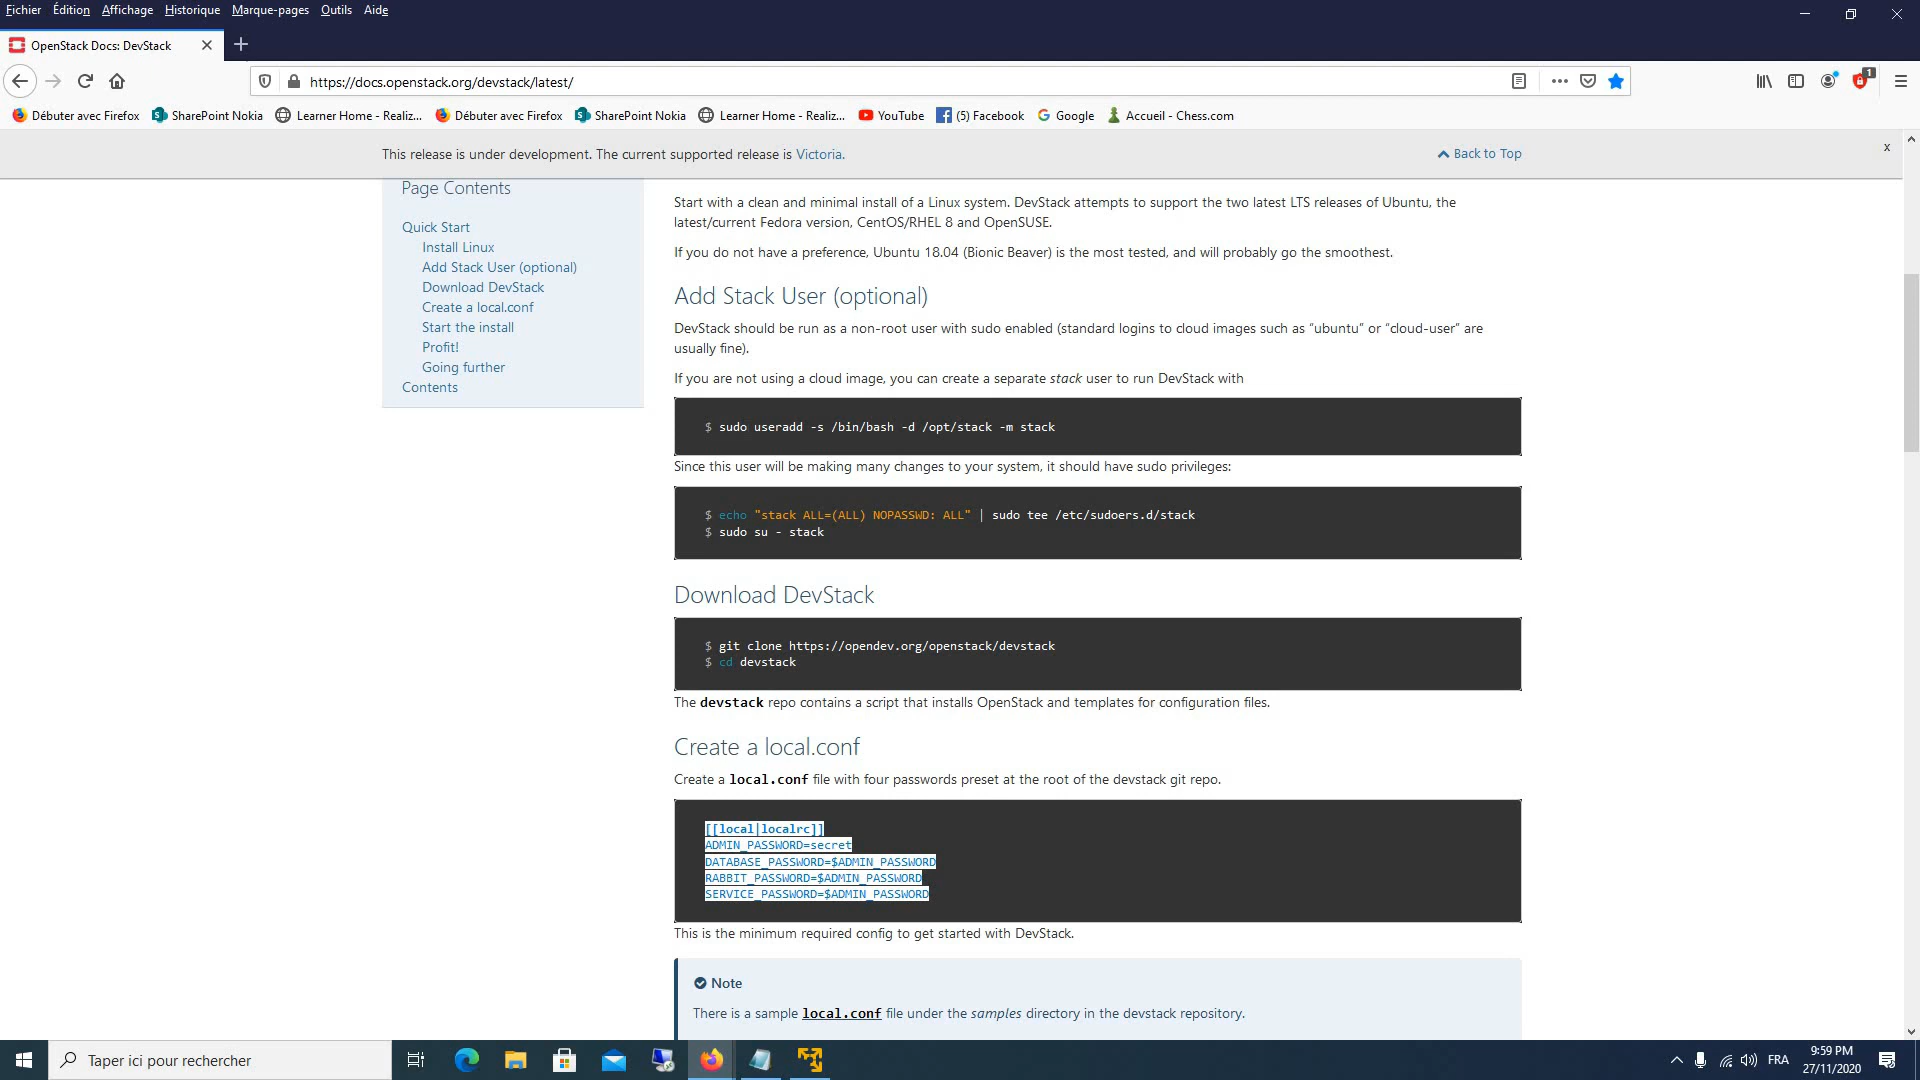 Fichier Édition Affichage Historique Marque-pages Outils Aide
OpenStack Docs: DevStack
https://docs.openstack.org/devstack/latest/
1
Débuter avec Firefox SharePoint Nokia Learner Home - Realiz... Débuter avec Firefox SharePoint Nokia Learner Home - Realiz... YouTube (5) Facebook Google Accueil - Chess.com
This release is under development. The current supported release is Victoria.
Back to Top
x
Page Contents
Quick Start
Install Linux
Add Stack User (optional)
Download DevStack
Create a local.conf
Start the install
Profit!
Going further
Contents
Start with a clean and minimal install of a Linux system. DevStack attempts to support the two latest LTS releases of Ubuntu, the
latest/current Fedora version, CentOS/RHEL 8 and OpenSUSE.
If you do not have a preference, Ubuntu 18.04 (Bionic Beaver) is the most tested, and will probably go the smoothest.
Add Stack User (optional)
DevStack should be run as a non-root user with sudo enabled (standard logins to cloud images such as “ubuntu” or “cloud-user” are
usually fine).
If you are not using a cloud image, you can create a separate stack user to run DevStack with
$ sudo useradd -s /bin/bash -d /opt/stack -m stack
Since this user will be making many changes to your system, it should have sudo privileges:
$ echo "stack ALL=(ALL) NOPASSWD: ALL" | sudo tee /etc/sudoers.d/stack
$ sudo su - stack
Download DevStack
$ git clone https://opendev.org/openstack/devstack
$ cd devstack
The devstack repo contains a script that installs OpenStack and templates for configuration files.
Create a local.conf
Create a local.conf file with four passwords preset at the root of the devstack git repo.
[[local|localrc]]
ADMIN_PASSWORD=secret
DATABASE_PASSWORD=$ADMIN_PASSWORD
RABBIT_PASSWORD=$ADMIN_PASSWORD
SERVICE_PASSWORD=$ADMIN_PASSWORD
This is the minimum required config to get started with DevStack.
Note
There is a sample local.conf file under the samples directory in the devstack repository.
Taper ici pour rechercher
FRA
9:59 PM
27/11/2020